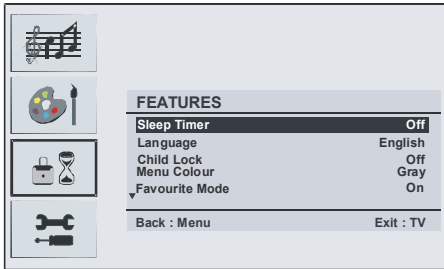 FEATURES
Sleep Timer Off
Language English
Child Lock Off
Menu Colour Gray
Favourite Mode On
Back : Menu Exit : TV